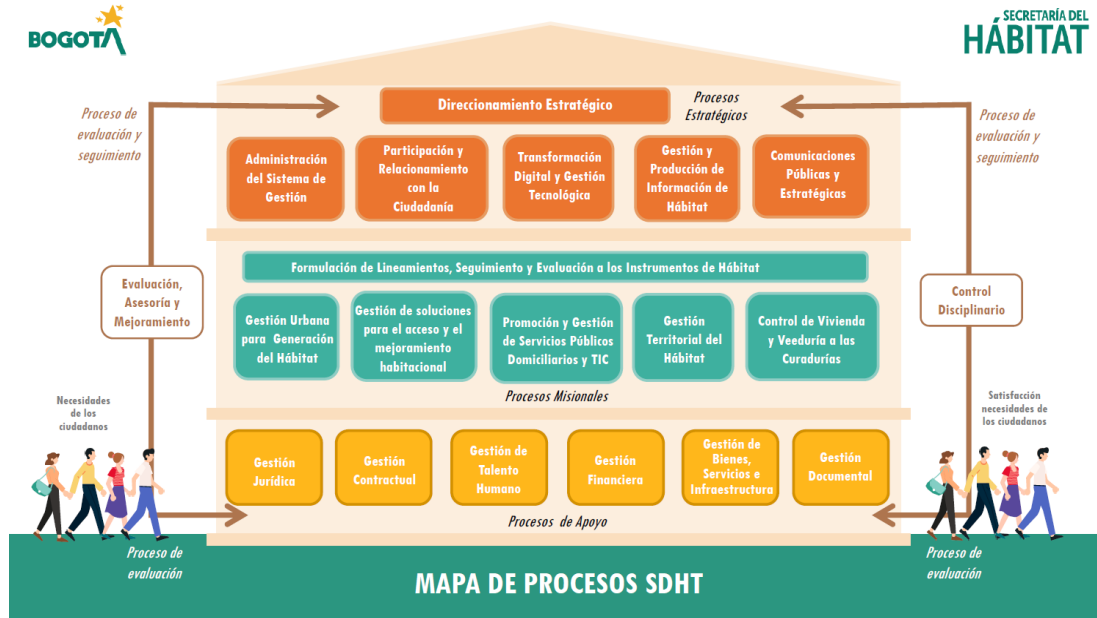 BOGOTÁ
SECRETARÍA DEL
HÁBITAT
Proceso de
evaluación y
seguimiento
Direccionamiento Estratégico
Procesos
Estratégicos
Proceso de
evaluación y
seguimiento
Administración
del Sistema de
Gestión
Participación y
Relacionamiento
con la
Ciudadanía
Transformación
Digital y Gestión
Tecnológica
Gestión y
Producción de
Información de
Hábitat
Comunicaciones
Públicas y
Estratégicas
Formulación de Lineamientos, Seguimiento y Evaluación a los Instrumentos de Hábitat
Evaluación,
Asesoría y
Mejoramiento
Gestión Urbana
para Generación
del Hábitat
Gestión de soluciones
para el acceso y el
mejoramiento
habitacional
Promoción y Gestión
de Servicios Públicos
Domiciliarios y TIC
Gestión
Territorial del
Hábitat
Control de Vivienda
y Veeduría a las
Curadurías
Control
Disciplinario
Procesos Misionales
Necesidades
de los
ciudadanos
Satisfacción
necesidades de
los ciudadanos
Gestión
Jurídica
Gestión
Contractual
Gestión de
Talento
Humano
Gestión
Financiera
Gestión de
Bienes,
Servicios e
Infraestructura
Gestión
Documental
Procesos de Apoyo
Proceso de
evaluación
Proceso de
evaluación
MAPA DE PROCESOS SDHT